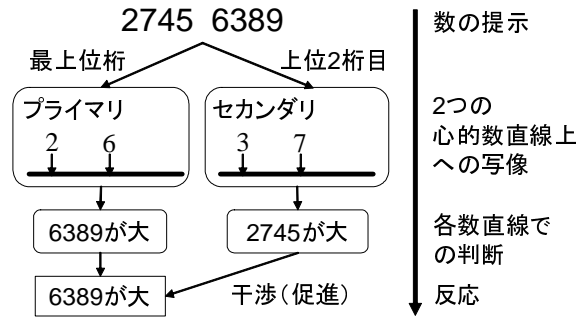 2745 6389
数の提示
最上位桁
上位2桁目
プライマリ
セカンダリ
2 6
3 7
2つの
心的数直線上
への写像
6389が大
2745が大
各数直線で
の判断
6389が大
干渉（促進）
反応